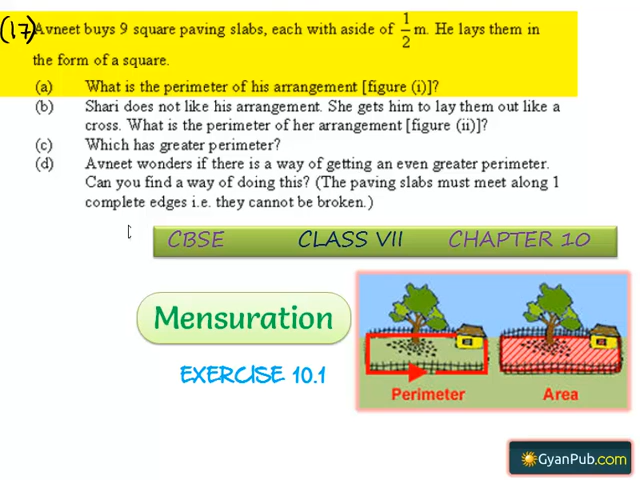 (17) Avneet buys 9 square paving slabs, each with aside of 1/2 m. He lays them in
the form of a square.
(a) What is the perimeter of his arrangement [figure (i)]?
(b) Shari does not like his arrangement. She gets him to lay them out like a
cross. What is the perimeter of her arrangement [figure (ii)]?
(c) Which has greater perimeter?
(d) Avneet wonders if there is a way of getting an even greater perimeter.
Can you find a way of doing this? (The paving slabs must meet along 1
complete edges i.e. they cannot be broken.)
CBSE CLASS VII CHAPTER 10
Mensuration
EXERCISE 10.1
Perimeter Area
GyanPub.com